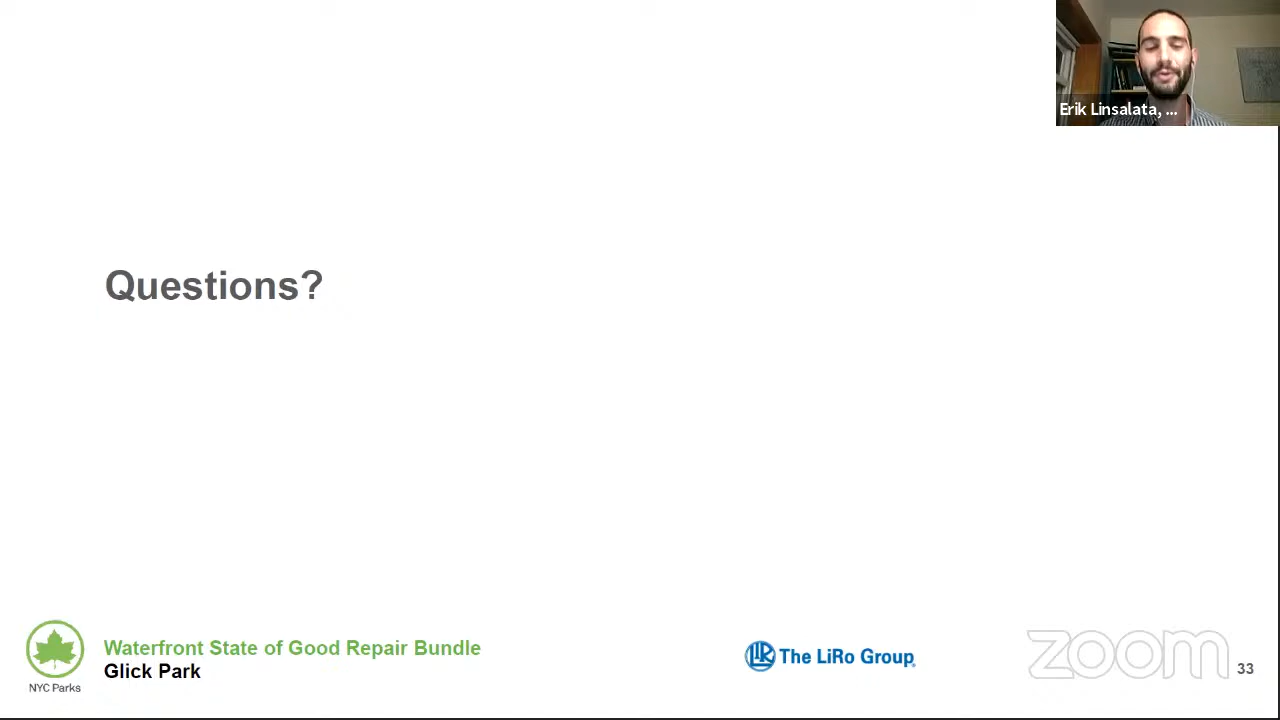 Erik Linsalata, ...
Questions?
Waterfront State of Good Repair Bundle
Glick Park
NYC Parks
The LiRo Group
zoom
33